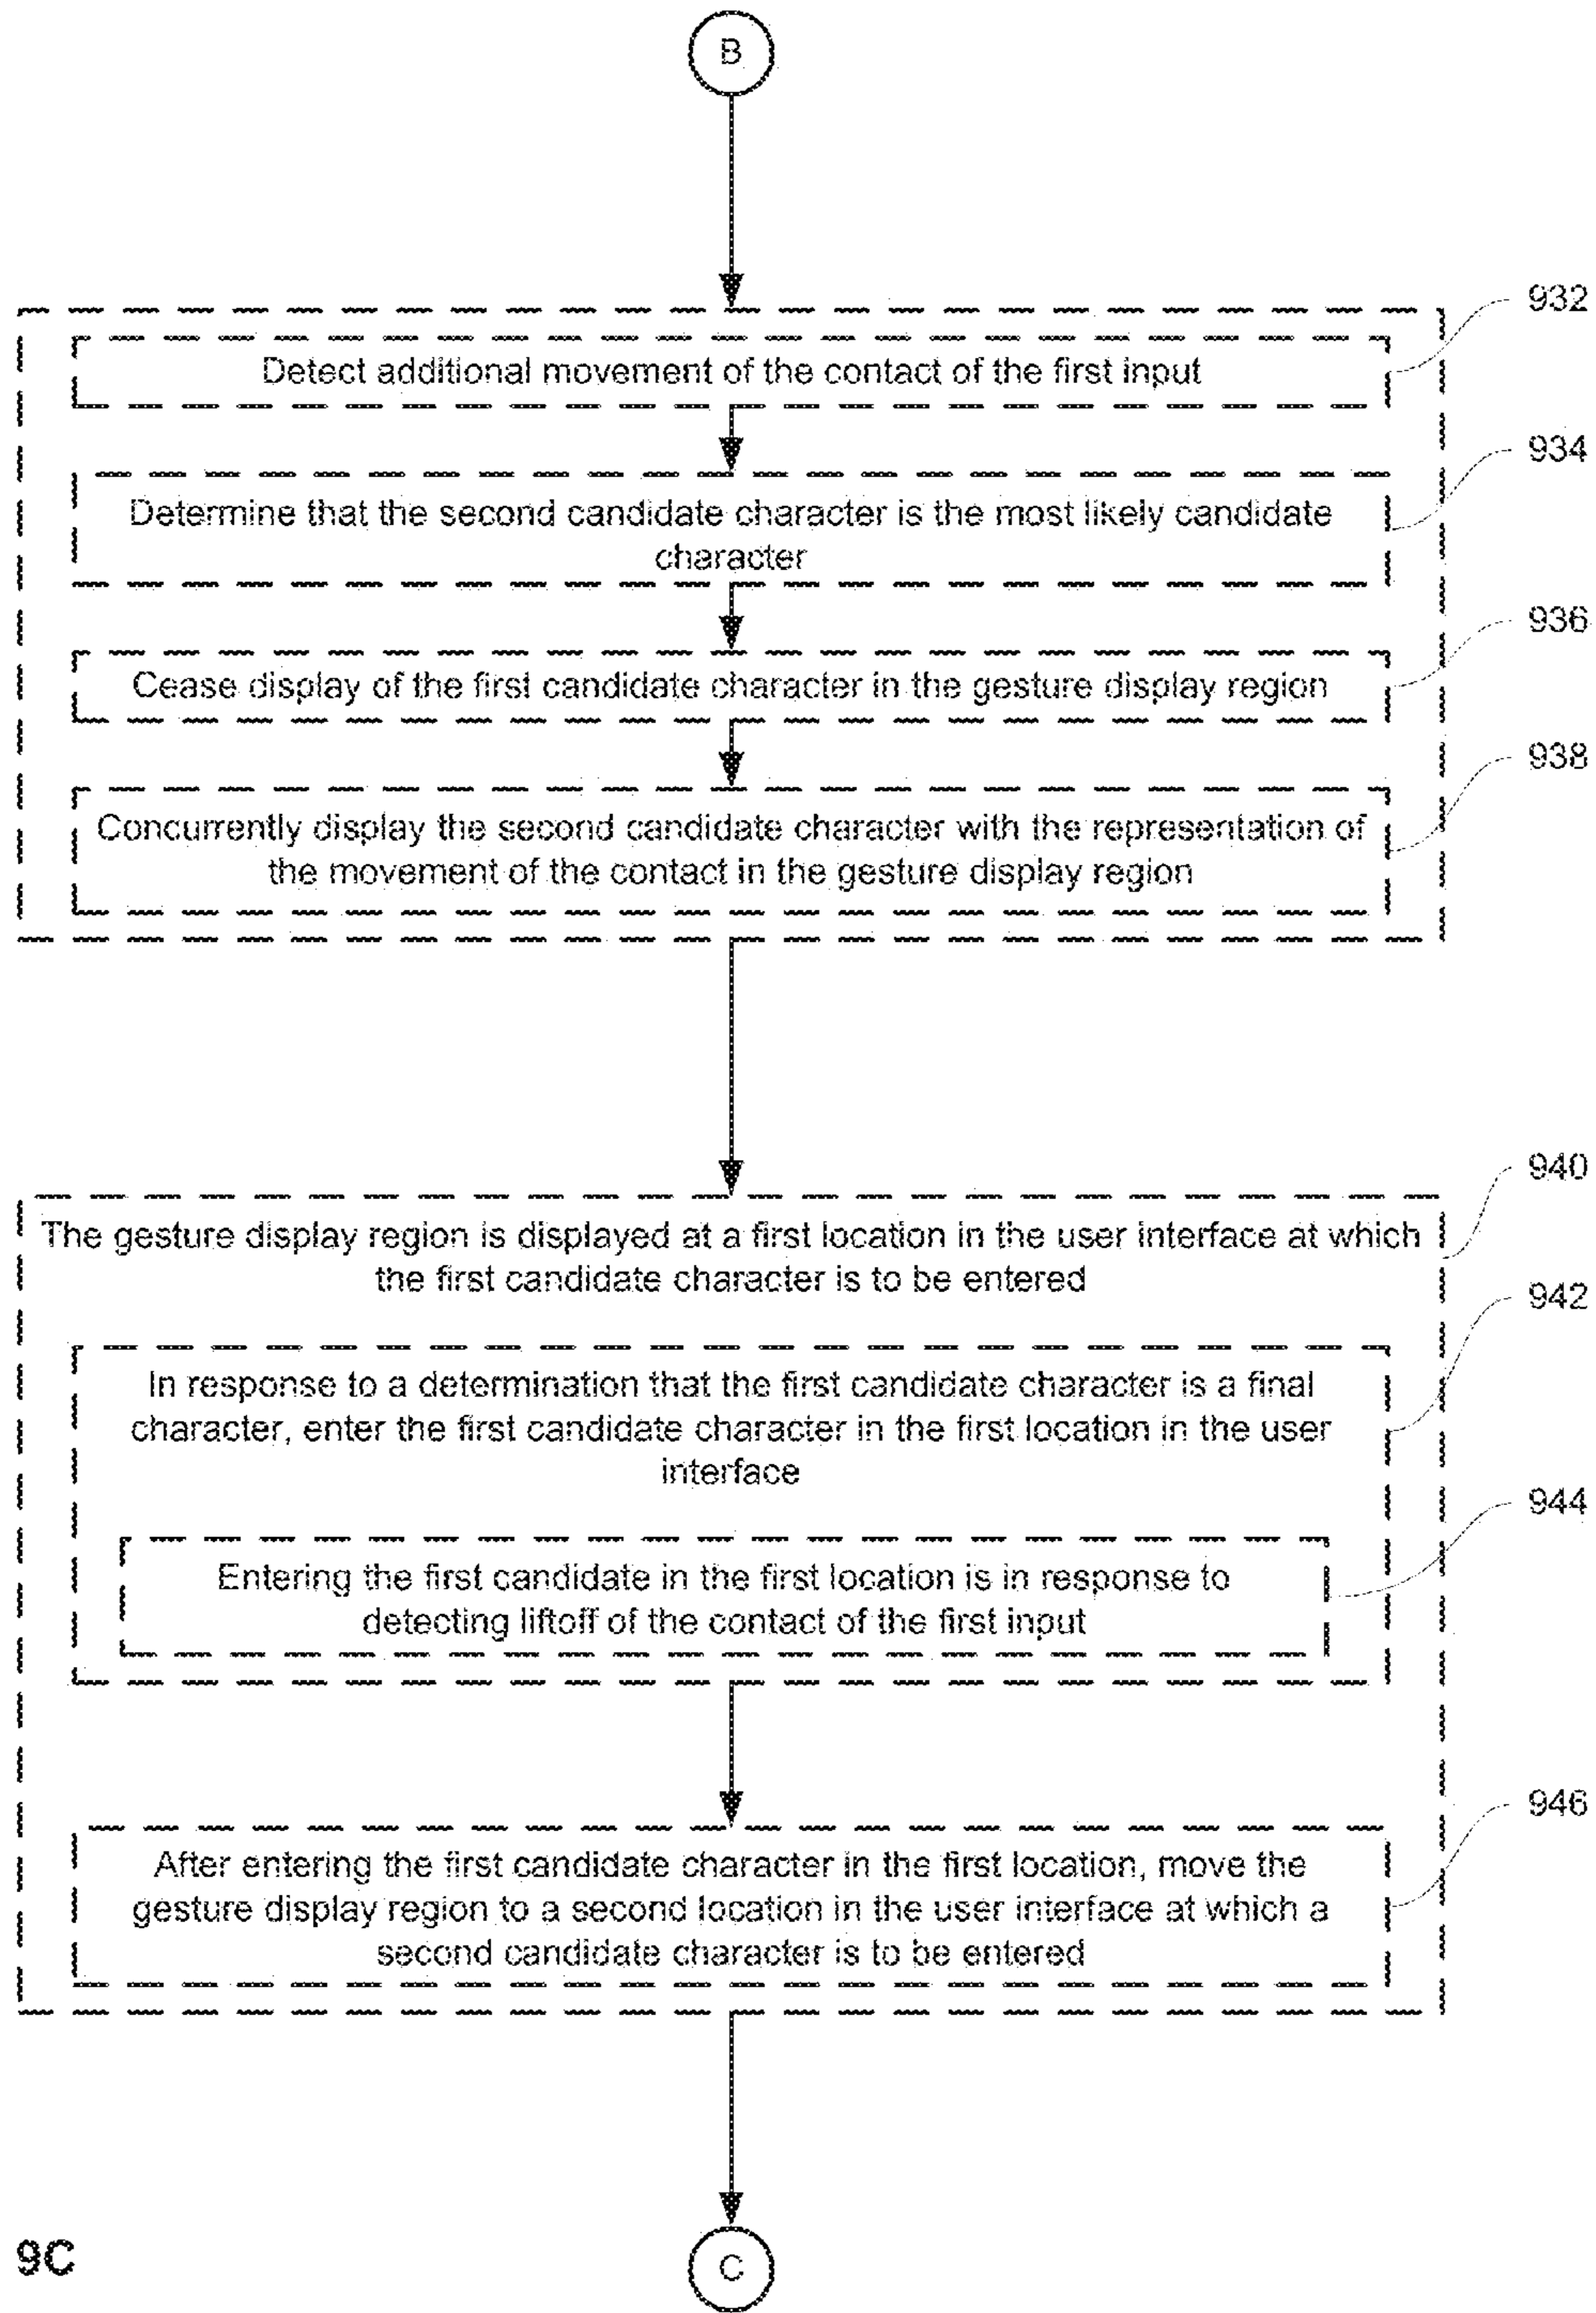 B
932
Detect additional movement of the contact of the first input
934
Determine that the second candidate character is the most likely candidate
character
936
Cease display of the first candidate character in the gesture display region
938
Concurrently display the second candidate character with the representation of
the movement of the contact in the gesture display region
940
The gesture display region is displayed at a first location in the user interface at which
the first candidate character is to be entered
942
In response to a determination that the first candidate character is a final
character, enter the first candidate character in the first location in the user
interface
944
Entering the first candidate in the first location is in response to
detecting liftoff of the contact of the first input
946
After entering the first candidate character in the first location, move the
gesture display region to a second location in the user interface at which a
second candidate character is to be entered
9C
C